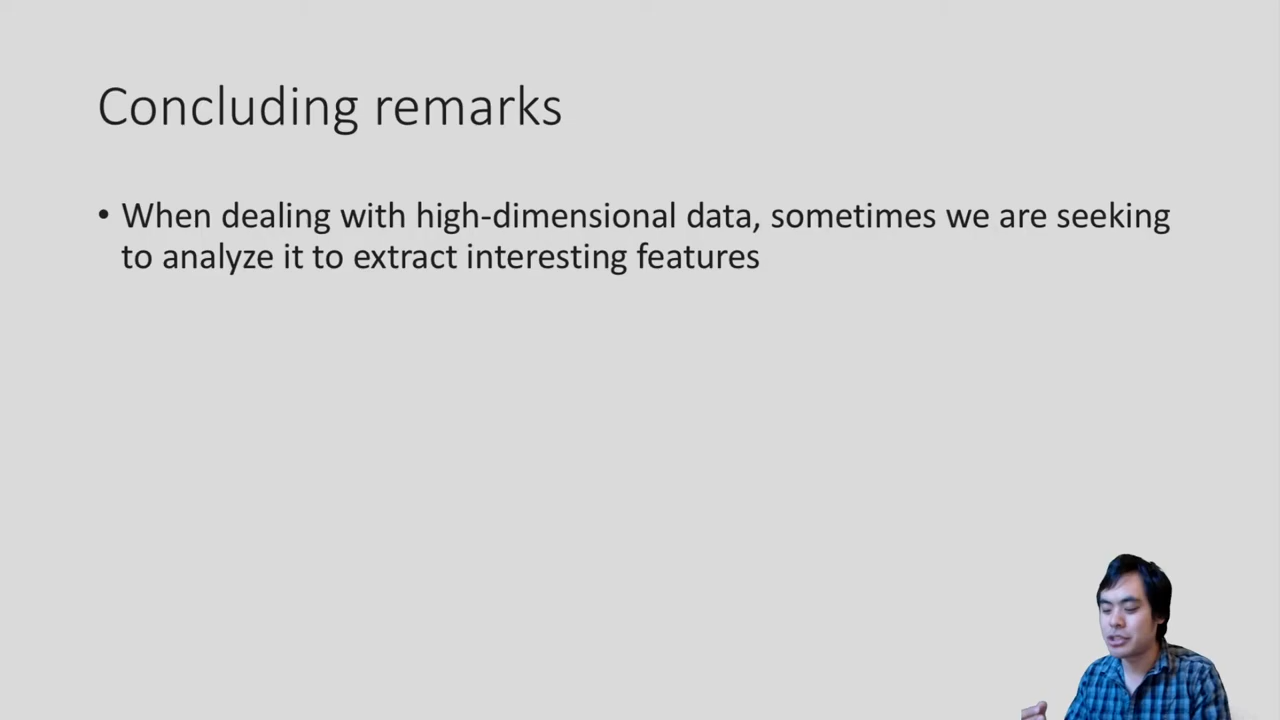 Concluding remarks
• When dealing with high-dimensional data, sometimes we are seeking
to analyze it to extract interesting features